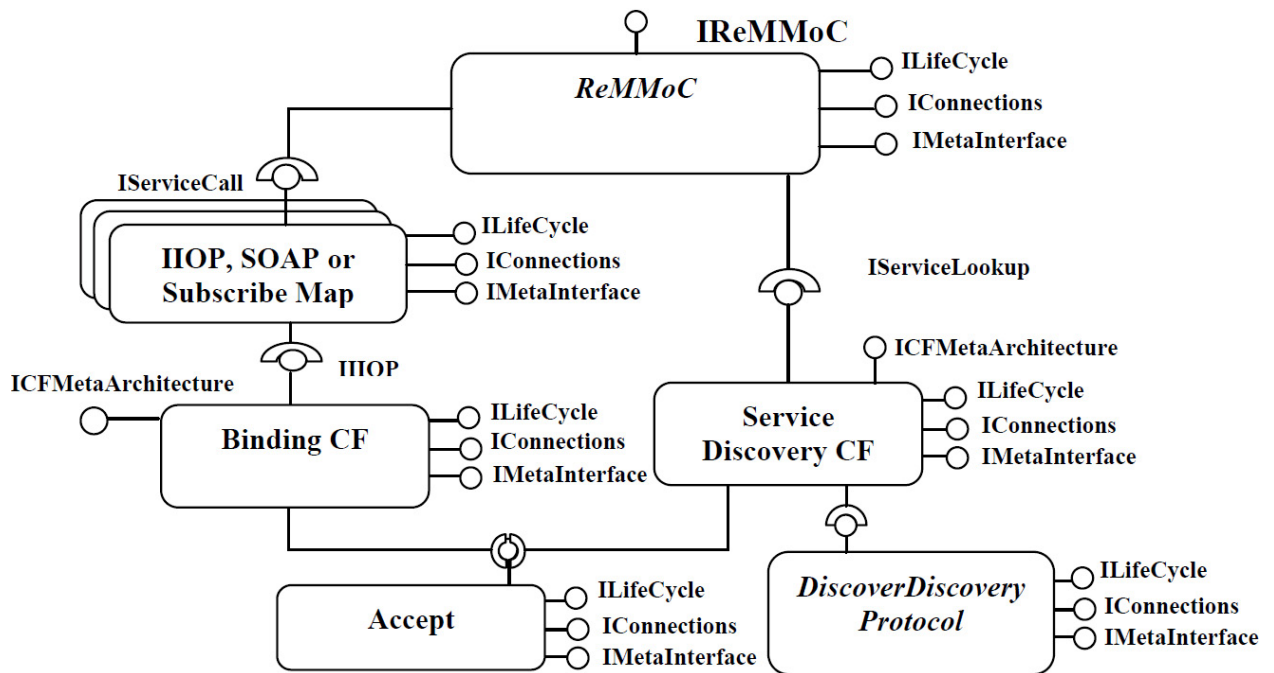 IReMMoC
ReMMoC
ILifeCycle
IConnections
IMetaInterface
IServiceCall
IIOP, SOAP or
Subscribe Map
ILifeCycle
IConnections
IMetaInterface
IServiceLookup
IIIOP
ICFMetaArchitecture
Binding CF
ILifeCycle
IConnections
IMetaInterface
ICFMetaArchitecture
Service
Discovery CF
ILifeCycle
IConnections
IMetaInterface
Accept
ILifeCycle
IConnections
IMetaInterface
DiscoverDiscovery
Protocol
ILifeCycle
IConnections
IMetaInterface